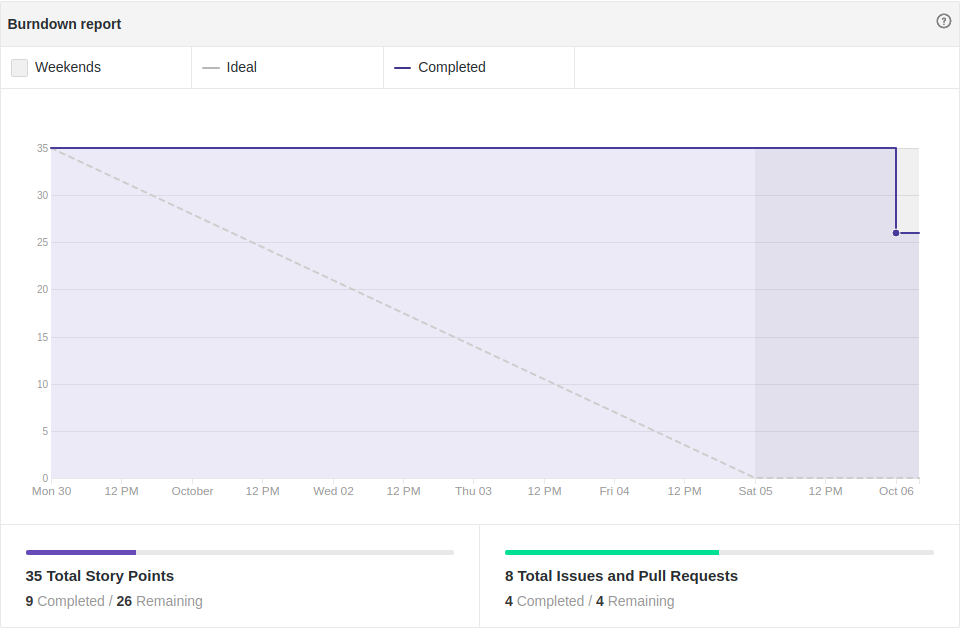 Burndown report
?
Weekends
Ideal
Completed
35
30
25
20
15
10
5
0
Mon 30 12 PM October 12 PM Wed 02 12 PM Thu 03 12 PM Fri 04 12 PM Sat 05 12 PM Oct 06
35 Total Story Points
9 Completed / 26 Remaining
8 Total Issues and Pull Requests
4 Completed / 4 Remaining